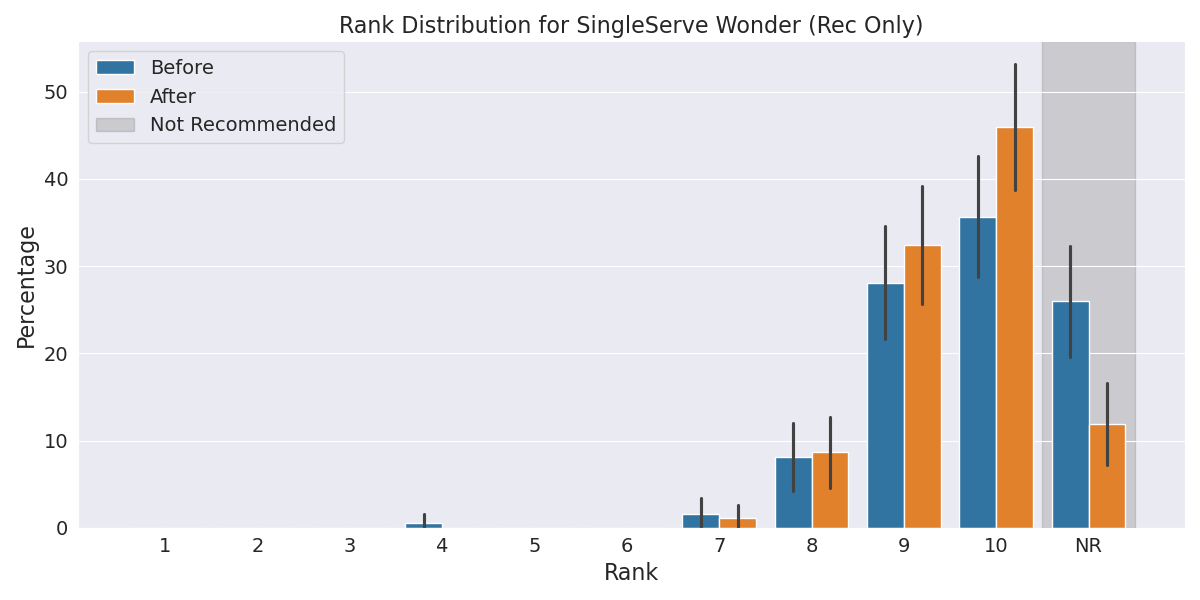 Rank Distribution for SingleServe Wonder (Rec Only)
Before
After
Not Recommended
Percentage
50
40
30
20
10
0
1 2 3 4 5 6 7 8 9 10 NR
Rank